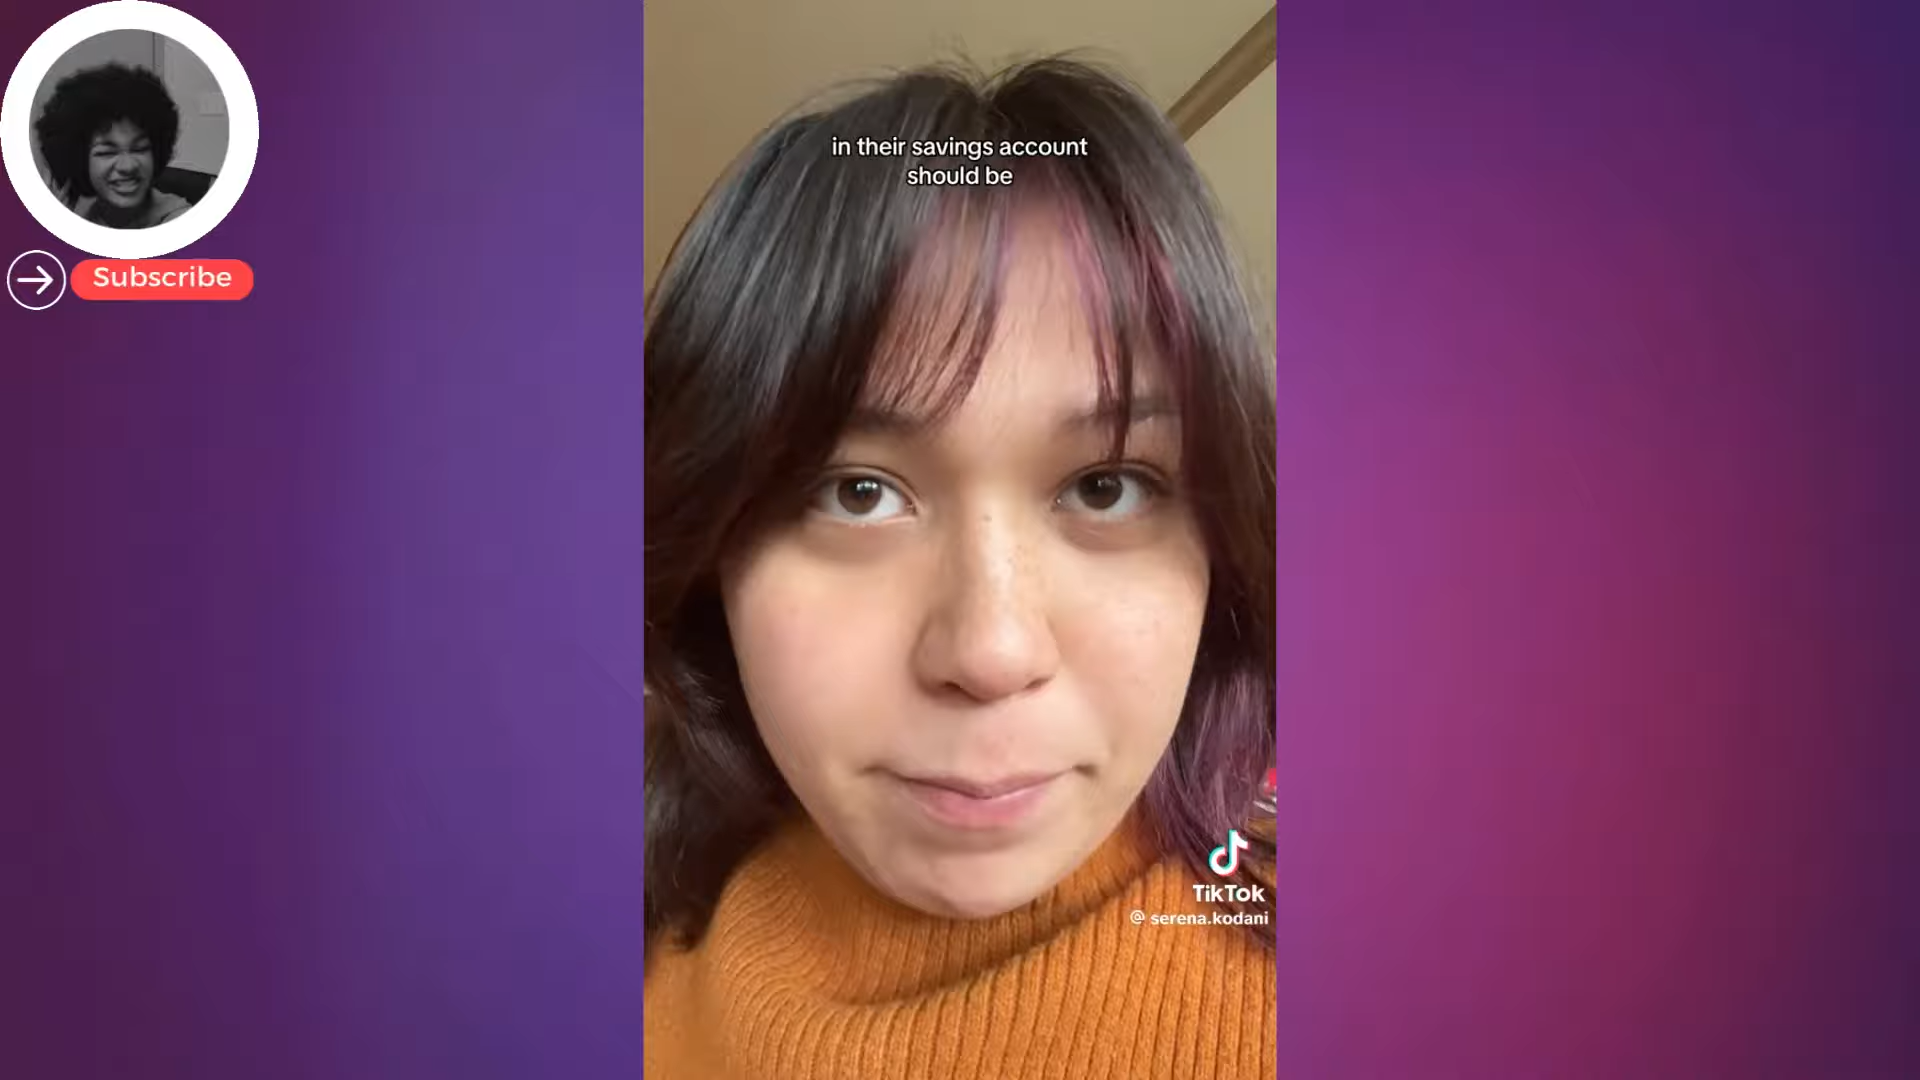 in their savings account
should be
Subscribe
TikTok
@ serena.kodani